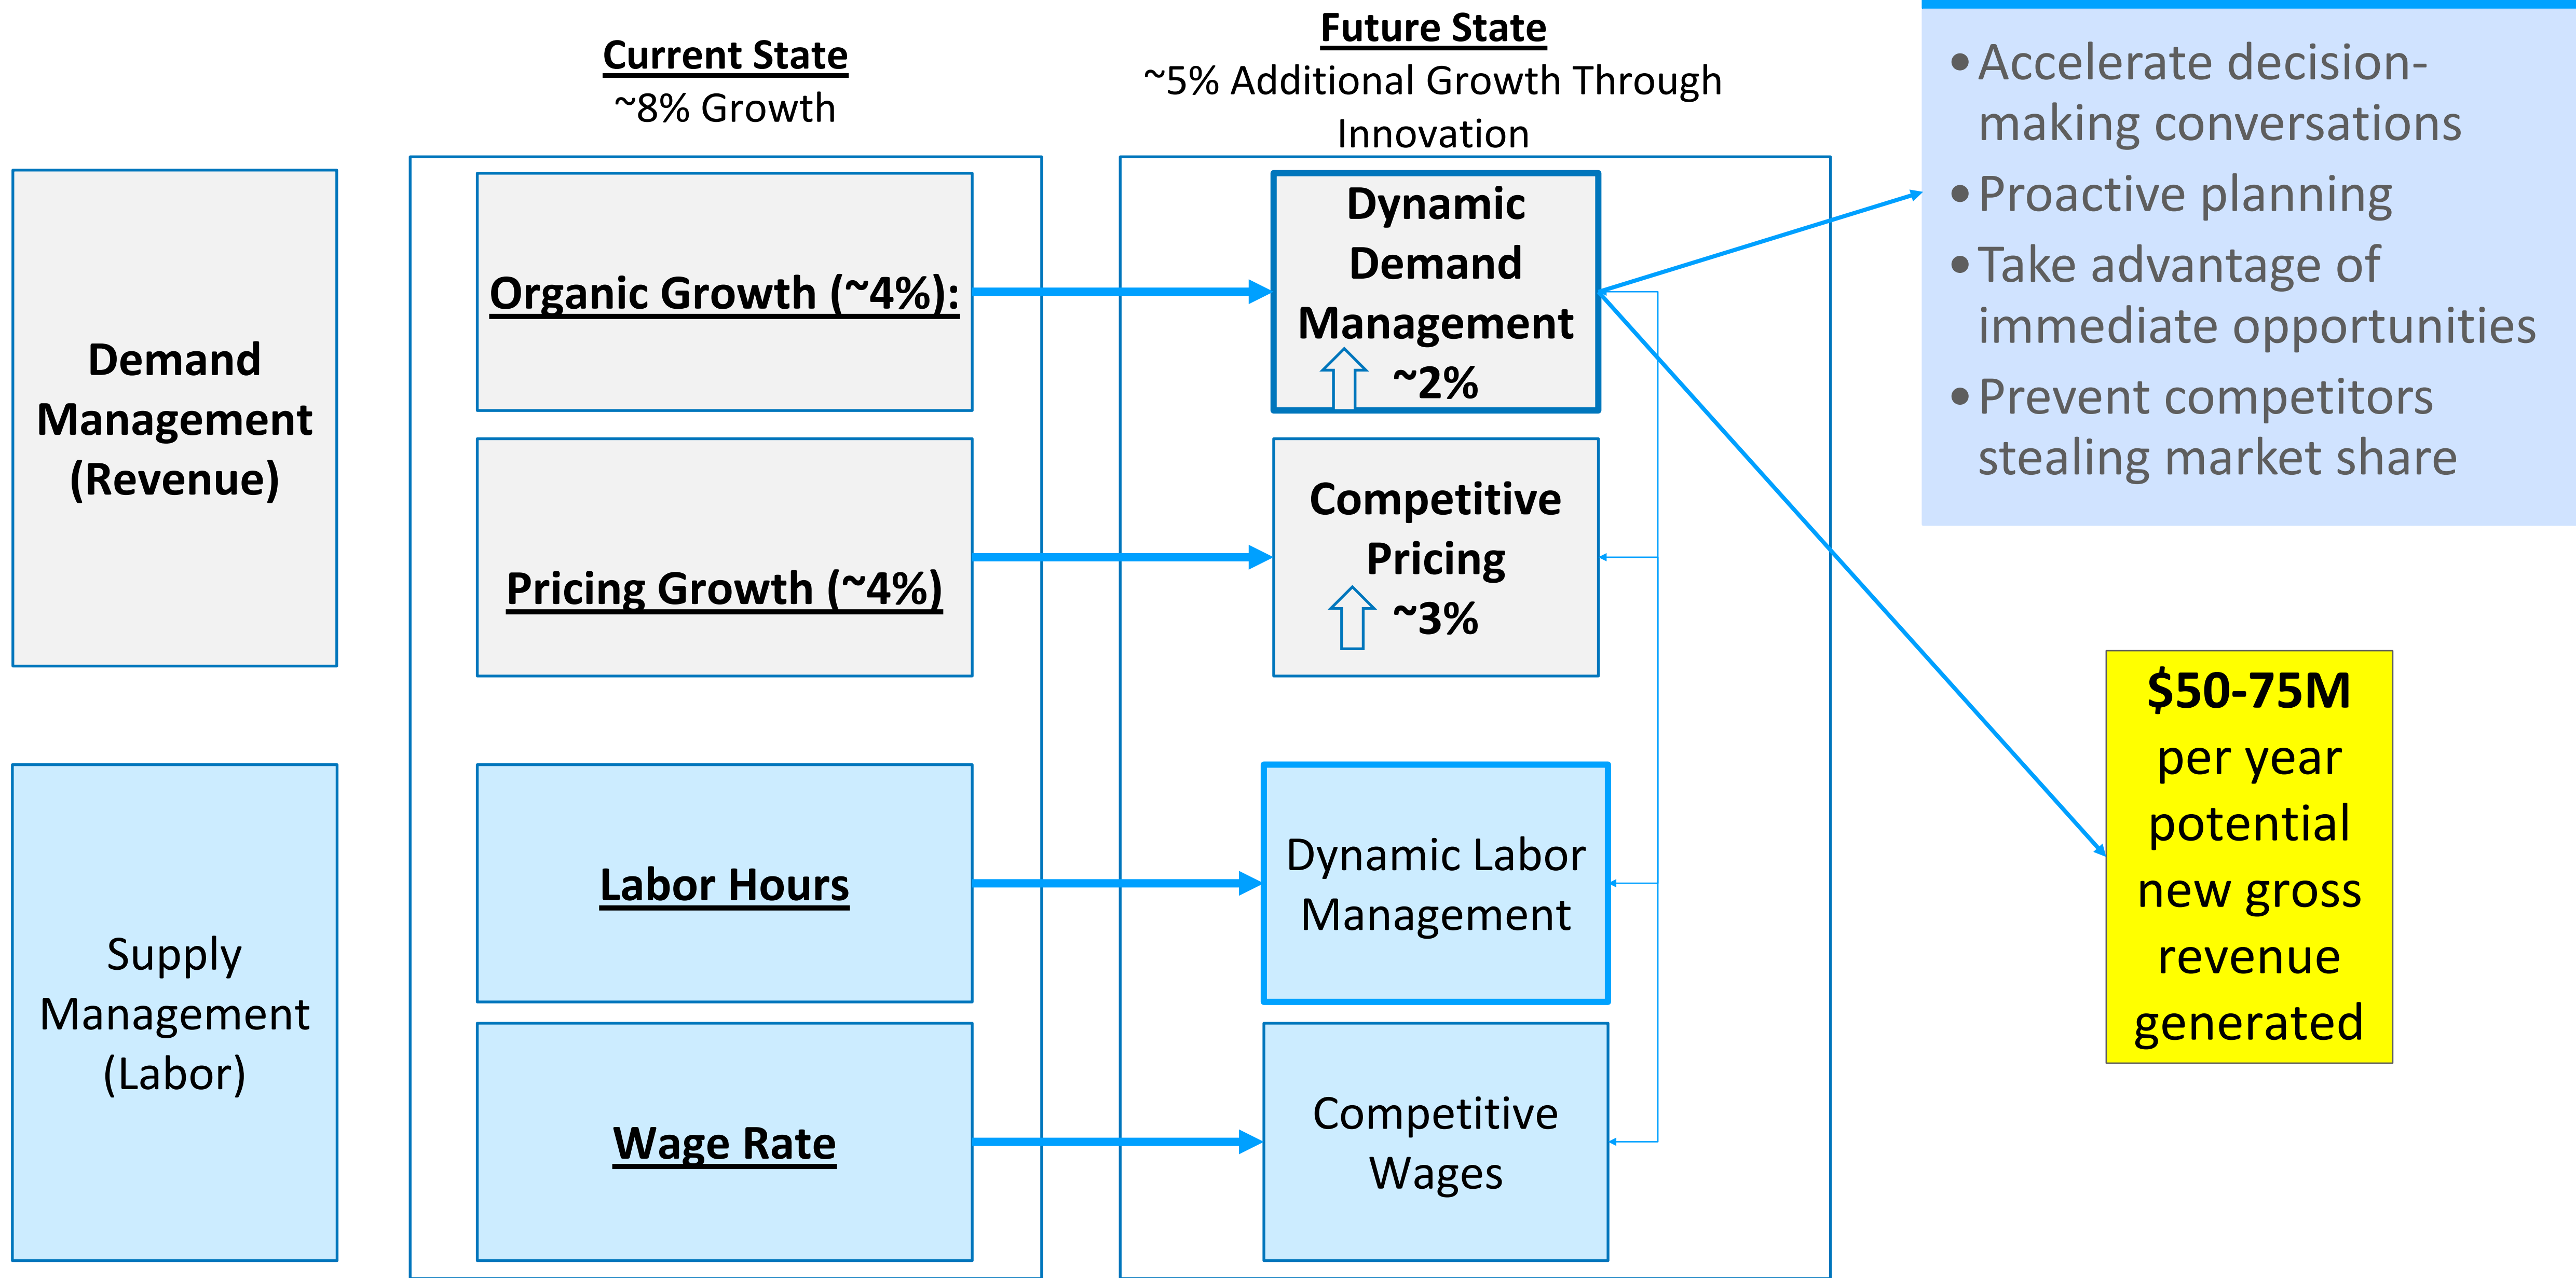 Current State
~8% Growth
Future State
~5% Additional Growth Through
Innovation
Demand
Management
(Revenue)
Organic Growth (~4%):
Dynamic
Demand
Management
~2%
Pricing Growth (~4%)
Competitive
Pricing
~3%
Supply
Management
(Labor)
Labor Hours
Dynamic Labor
Management
Wage Rate
Competitive
Wages
•Accelerate decision-
making conversations
•Proactive planning
•Take advantage of
immediate opportunities
•Prevent competitors
stealing market share
$50-75M
per year
potential
new gross
revenue
generated